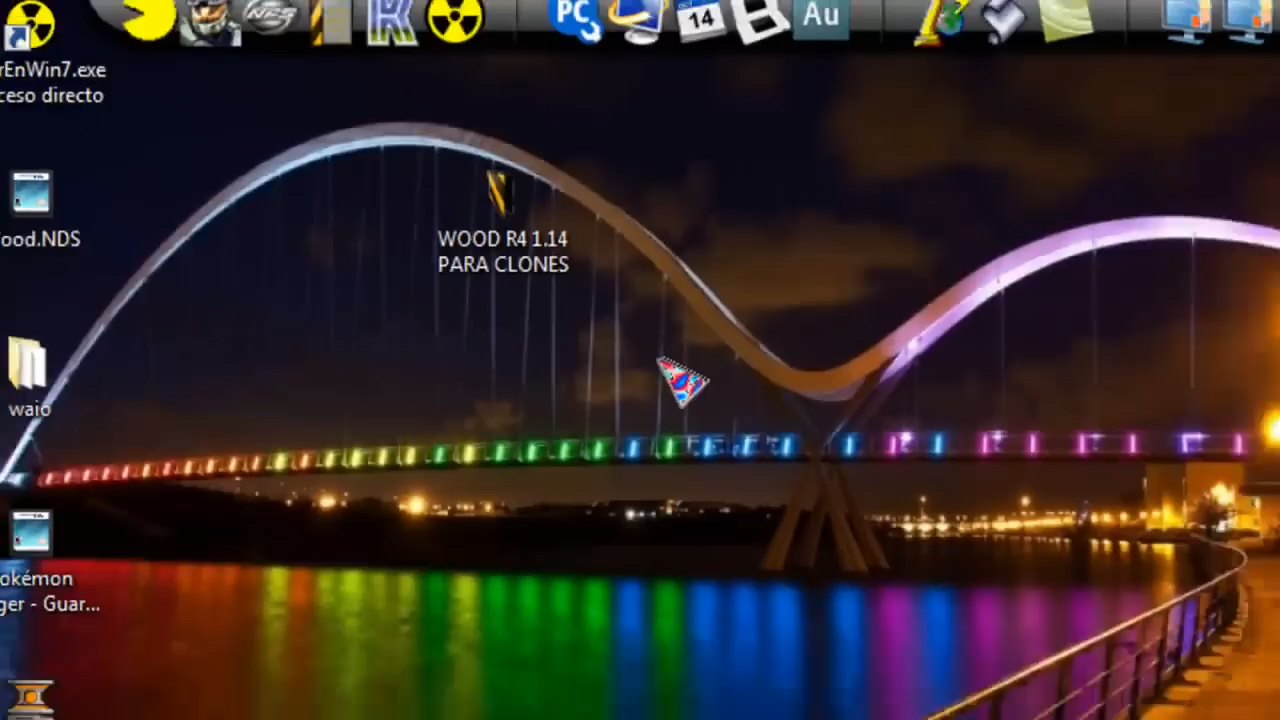 PC
14
Au
rEnWin7.exe
ceso directo
WOOD R4 1.14
PARA CLONES
ood.NDS
waio
okémon
ger - Guar...